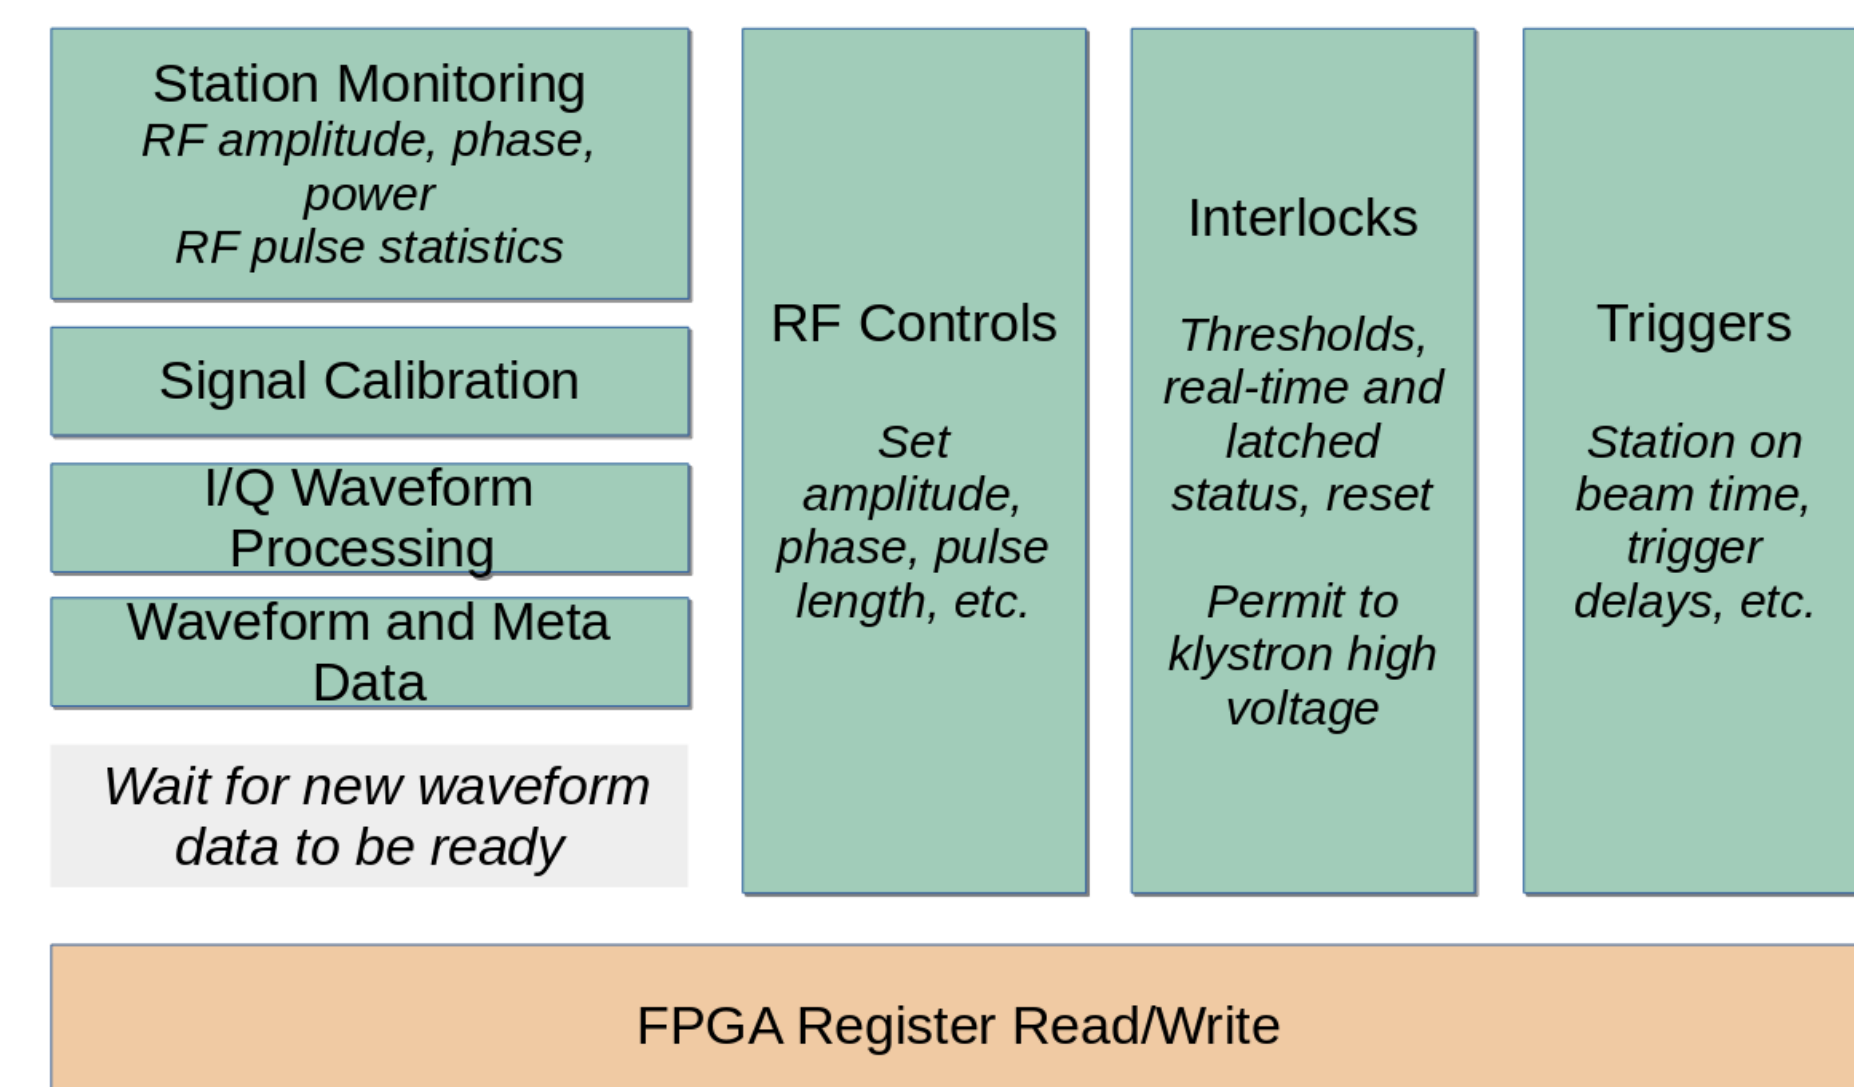 Station Monitoring
RF amplitude, phase,
power
RF pulse statistics
Signal Calibration
I/Q Waveform
Processing
Waveform and Meta
Data
Wait for new waveform
data to be ready
RF Controls
Set
amplitude,
phase, pulse
length, etc.
Interlocks
Thresholds,
real-time and
latched
status, reset
Permit to
klystron high
voltage
Triggers
Station on
beam time,
trigger
delays, etc.
FPGA Register Read/Write